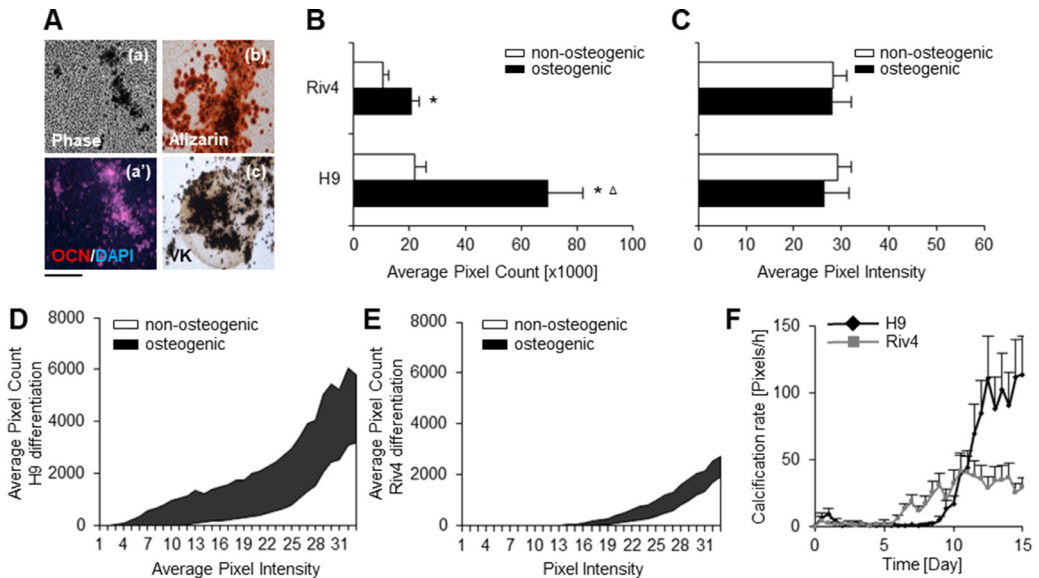 A
(a)
Phase
(b)
Alizarin
(a')
OCN/DAPI
(c)
VK
B
non-osteogenic
osteogenic
Riv4
*
H9
* Δ
0 20 40 60 80 100
Average Pixel Count [x1000]
C
non-osteogenic
osteogenic
0 10 20 30 40 50 60
Average Pixel Intensity
D
8000
6000
4000
2000
0
Average Pixel Count
H9 differentiation
non-osteogenic
osteogenic
1 4 7 10 13 16 19 22 25 28 31
Average Pixel Intensity
E
8000
6000
4000
2000
0
Average Pixel Count
Riv4 differentiation
non-osteogenic
osteogenic
1 4 7 10 13 16 19 22 25 28 31
Pixel Intensity
F
H9
Riv4
150
100
50
0
Calcification rate [Pixels/h]
0 5 10 15
Time [Day]